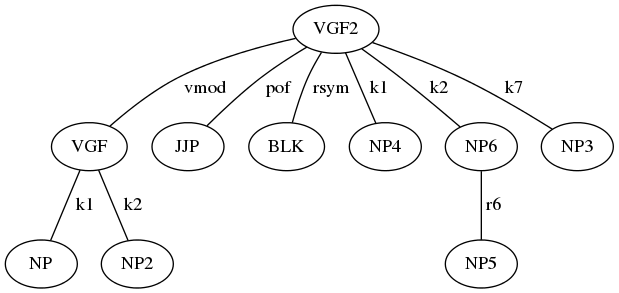 VGF2
vmod pof rsym k1 k2 k7
VGF JJP BLK NP4 NP6 NP3
k1 k2 r6
NP NP2 NP5